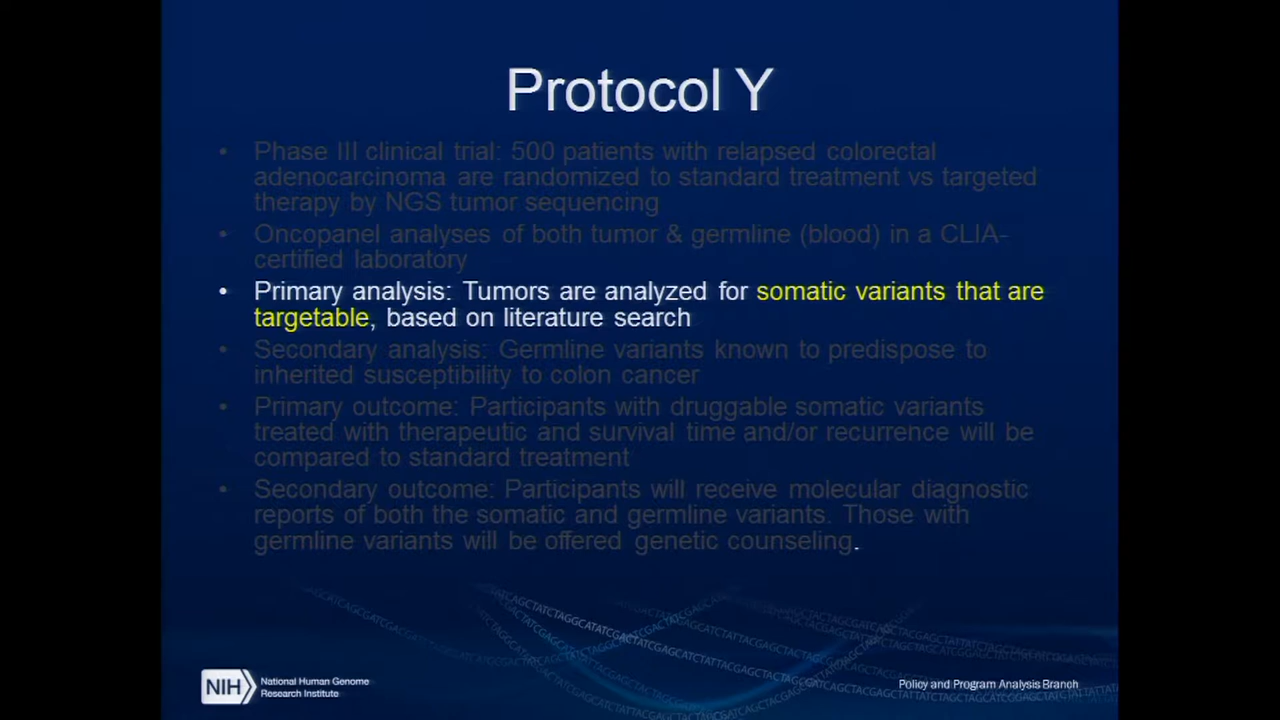 Protocol Y
• Phase III clinical trial: 500 patients with relapsed colorectal
adenocarcinoma are randomized to standard treatment vs targeted
therapy by NGS tumor sequencing
• Oncopanel analyses of both tumor & germline (blood) in a CLIA-
certified laboratory
• Primary analysis: Tumors are analyzed for somatic variants that are
targetable, based on literature search
• Secondary analysis: Germline variants known to predispose to
inherited susceptibility to colon cancer
• Primary outcome: Participants with druggable somatic variants
treated with therapeutic and survival time and/or recurrence will be
compared to standard treatment
• Secondary outcome: Participants will receive molecular diagnostic
reports of both the somatic and germline variants. Those with
germline variants will be offered genetic counseling.
NIH
National Human Genome
Research Institute
Policy and Program Analysis Branch